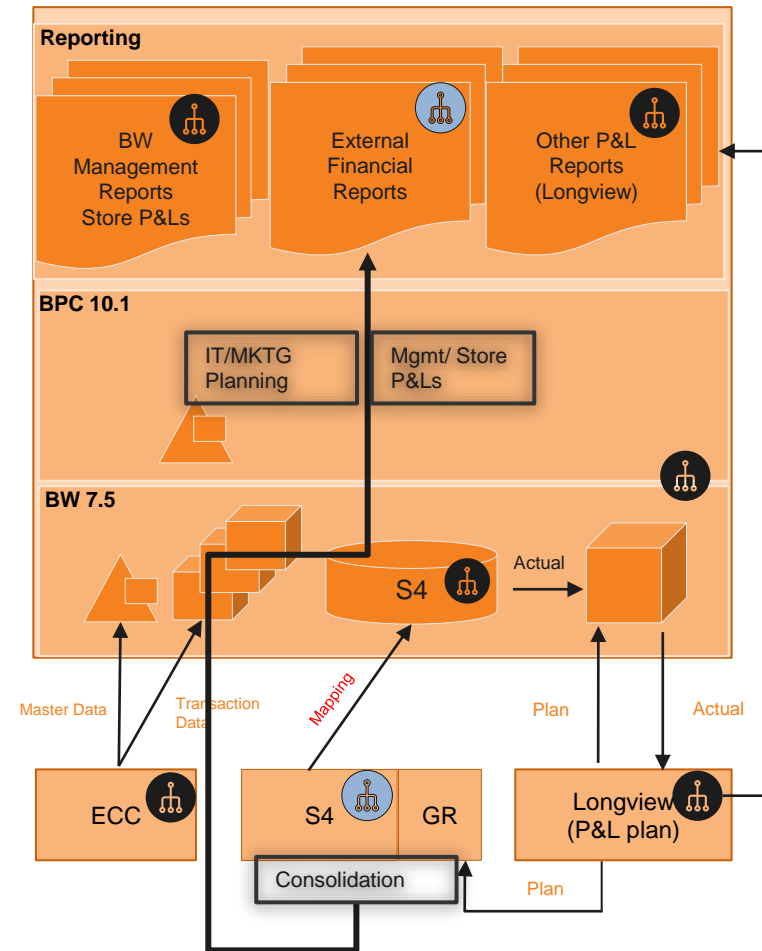 Reporting
BW
Management
Reports
Store P&Ls
External
Financial
Reports
Other P&L
Reports
(Longview)
BPC 10.1
IT/MKTG
Planning
Mgmt/ Store
P&Ls
BW 7.5
S4
Actual
Master Data
Transaction
Data
Mapping
Plan
Actual
ECC
S4
GR
Longview
(P&L plan)
Consolidation
Plan